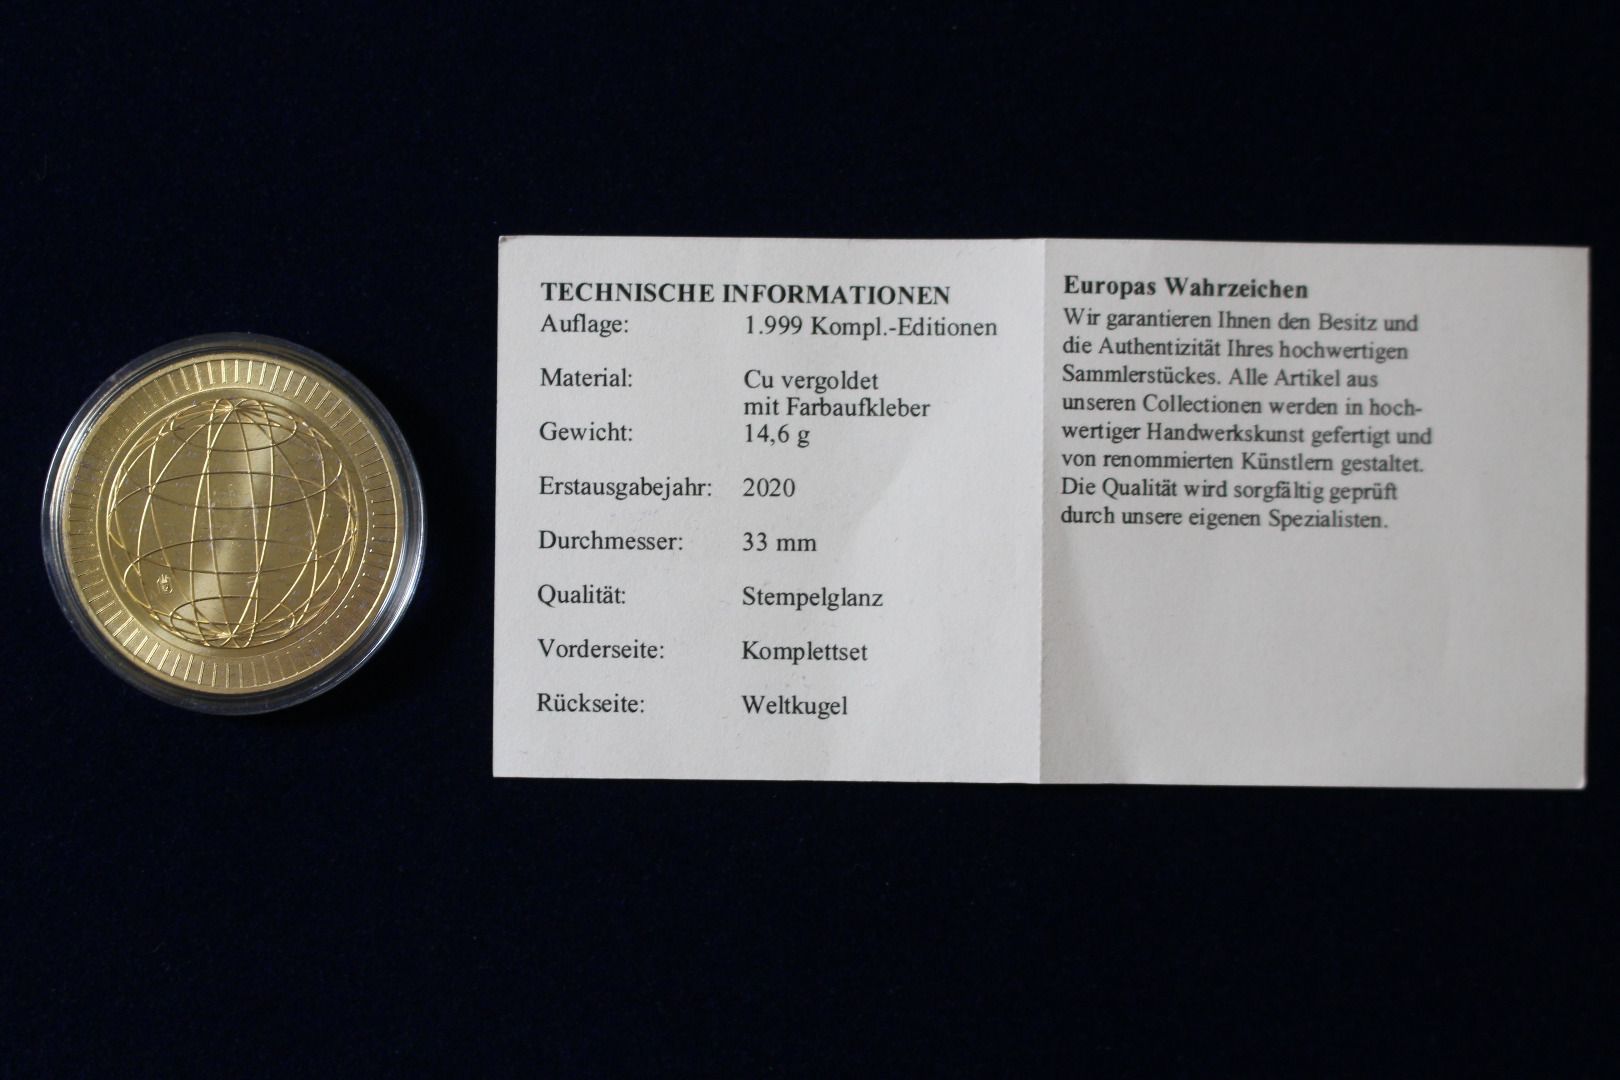 TECHNISCHE INFORMATIONEN
Auflage: 1.999 Kompl.-Editionen
Material: Cu vergoldet
mit Farbaufkleber
Gewicht: 14,6 g
Erstausgabejahr: 2020
Durchmesser: 33 mm
Qualität: Stempelglanz
Vorderseite: Komplettset
Rückseite: Weltkugel
Europas Wahrzeichen
Wir garantieren Ihnen den Besitz und
die Authentizität Ihres hochwertigen
Sammlerstückes. Alle Artikel aus
unseren Collectionen werden in hoch-
wertiger Handwerkskunst gefertigt und
von renommierten Künstlern gestaltet.
Die Qualität wird sorgfältig geprüft
durch unsere eigenen Spezialisten.